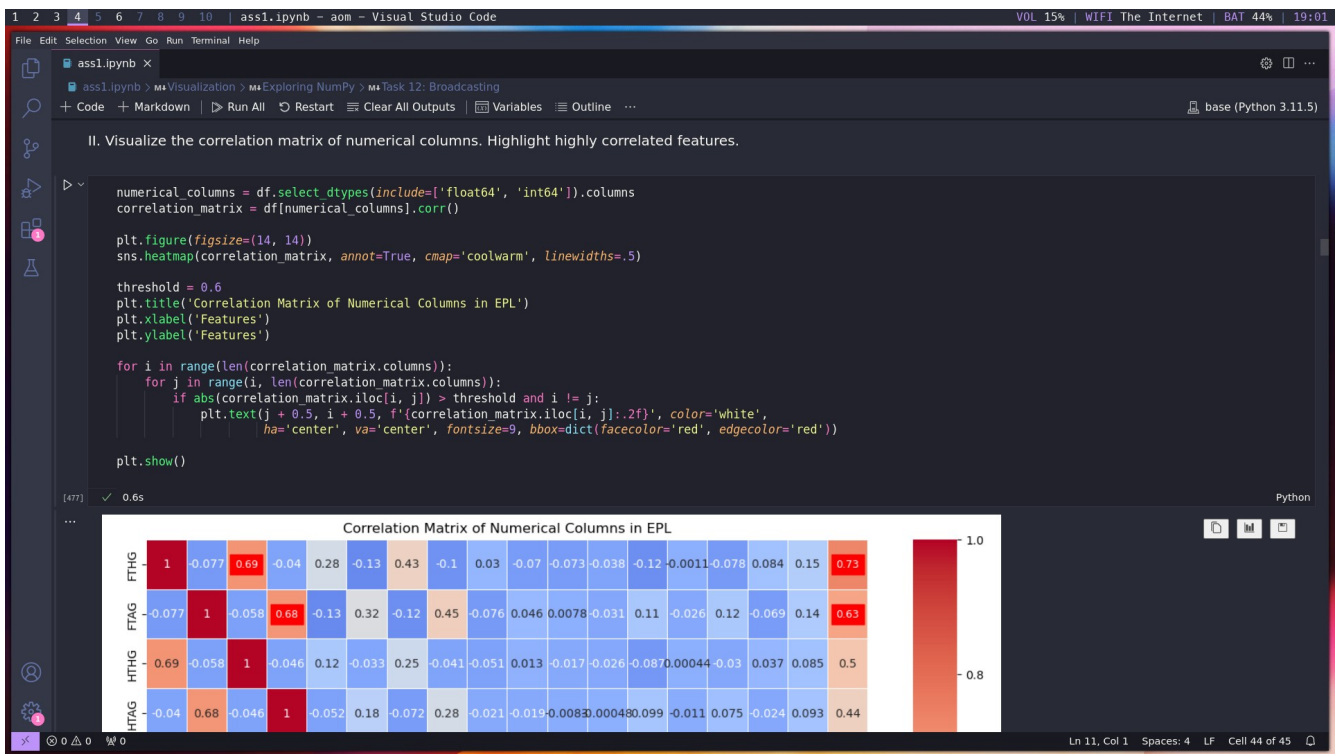 1 2 3 4 5 6 7 8 9 10 | ass1.ipynb - aom - Visual Studio Code VOL 15% | WIFI The Internet | BAT 44% | 19:01
File Edit Selection View Go Run Terminal Help
ass1.ipynb ×
ass1.ipynb > M↓Visualization > M↓Exploring NumPy > M↓Task 12: Broadcasting
+ Code + Markdown | Run All Restart Clear All Outputs | Variables Outline ··· base (Python 3.11.5)
II. Visualize the correlation matrix of numerical columns. Highlight highly correlated features.
numerical_columns = df.select_dtypes(include=['float64', 'int64']).columns
correlation_matrix = df[numerical_columns].corr()
plt.figure(figsize=(14, 14))
sns.heatmap(correlation_matrix, annot=True, cmap='coolwarm', linewidths=.5)
threshold = 0.6
plt.title('Correlation Matrix of Numerical Columns in EPL')
plt.xlabel('Features')
plt.ylabel('Features')
for i in range(len(correlation_matrix.columns)):
for j in range(i, len(correlation_matrix.columns)):
if abs(correlation_matrix.iloc[i, j]) > threshold and i != j:
plt.text(j + 0.5, i + 0.5, f'{correlation_matrix.iloc[i, j]:.2f}', color='white',
ha='center', va='center', fontsize=9, bbox=dict(facecolor='red', edgecolor='red'))
plt.show()
[477] ✓ 0.6s Python
Correlation Matrix of Numerical Columns in EPL
1.0
FTHG 1 -0.077 0.69 -0.04 0.28 -0.13 0.43 -0.1 0.03 -0.07 -0.073 -0.038 -0.12 -0.0011 -0.078 0.084 0.15 0.73
FTAG -0.077 1 -0.058 0.68 -0.13 0.32 -0.12 0.45 -0.076 0.046 0.0078 -0.031 0.11 -0.026 0.12 -0.069 0.14 0.63
HTHG 0.69 -0.058 1 -0.046 0.12 -0.033 0.25 -0.041 -0.051 0.013 -0.017 -0.026 -0.087 0.00044 -0.03 0.037 0.085 0.5
0.8
HTAG -0.04 0.68 -0.046 1 -0.052 0.18 -0.072 0.28 -0.021 -0.019 -0.0083 0.00048 0.099 -0.011 0.075 -0.024 0.093 0.44
0 0 0 Ln 11, Col 1 Spaces: 4 LF Cell 44 of 45